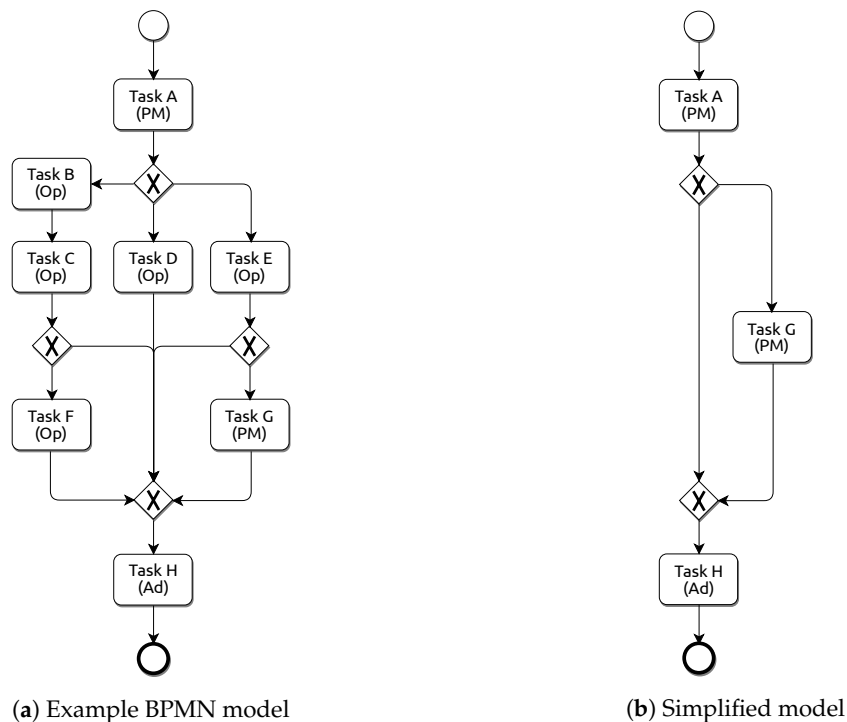 Task A
(PM)
Task B
(Op)
X
Task C
(Op)
Task D
(Op)
Task E
(Op)
X
X
Task F
(Op)
Task G
(PM)
X
Task H
(Ad)
(a) Example BPMN model
Task A
(PM)
X
Task G
(PM)
X
Task H
(Ad)
(b) Simplified model